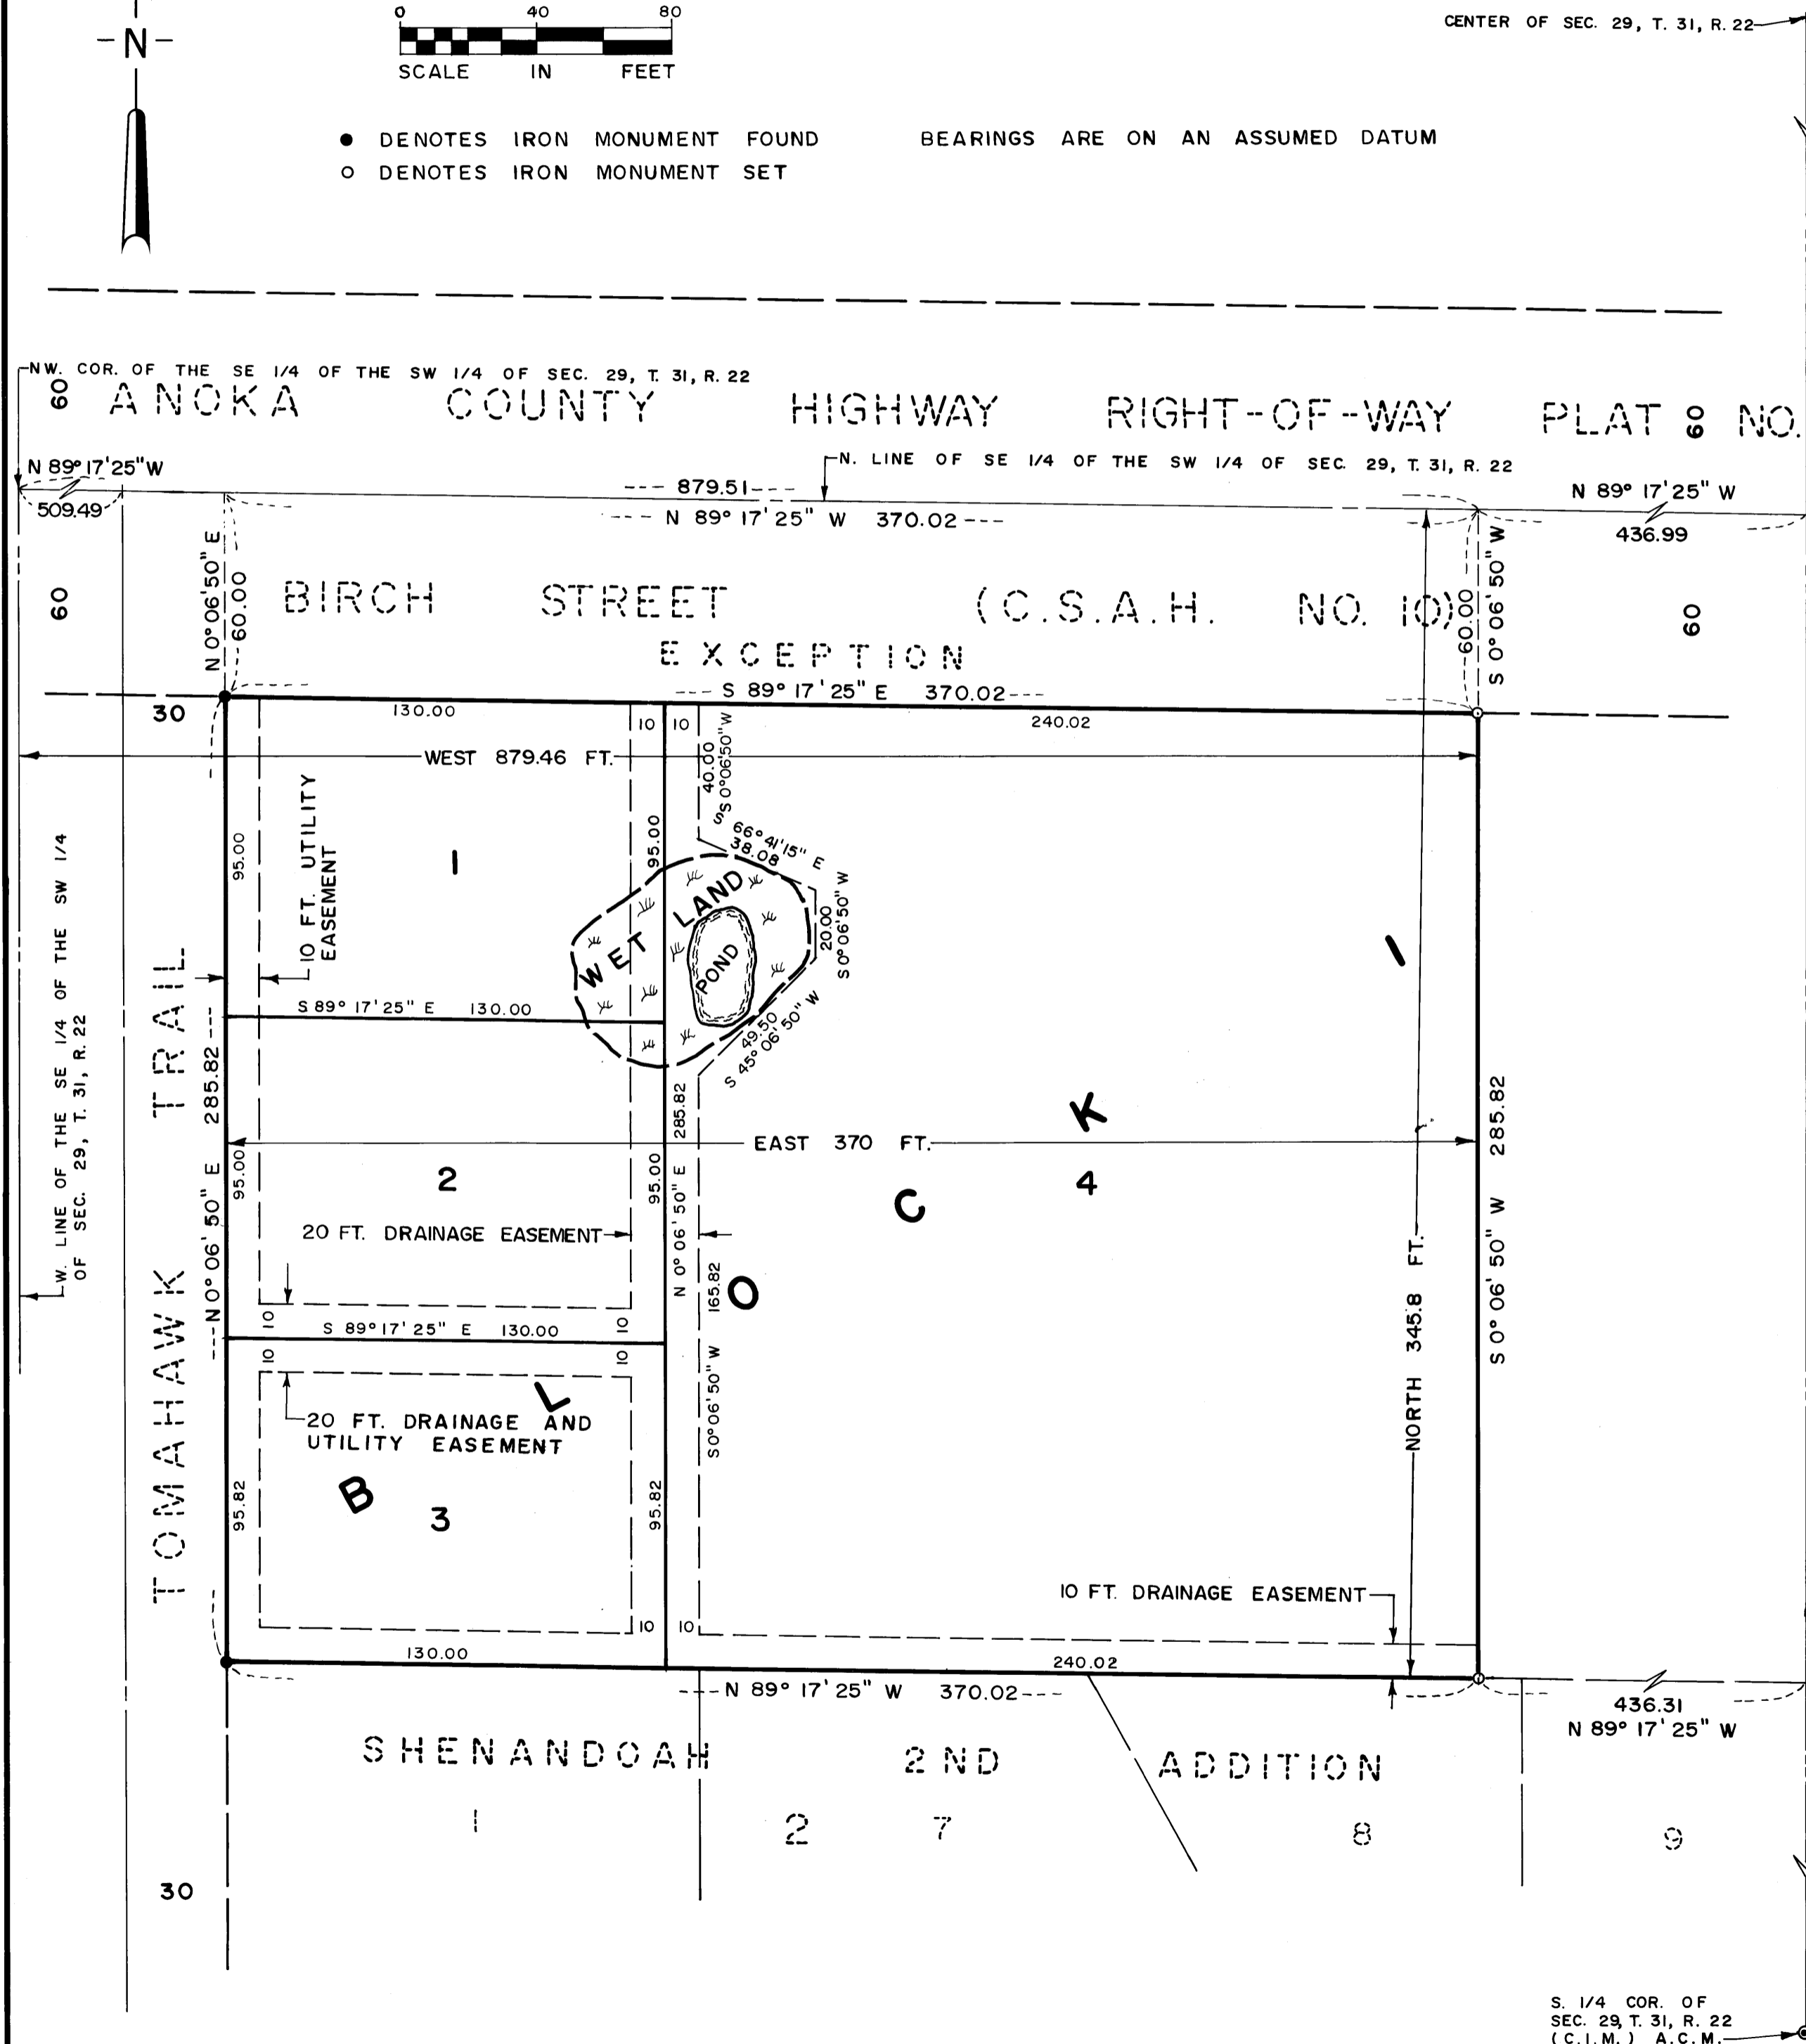 0 40 80
SCALE IN FEET
-N-
CENTER OF SEC. 29, T. 31, R. 22
● DENOTES IRON MONUMENT FOUND
○ DENOTES IRON MONUMENT SET
BEARINGS ARE ON AN ASSUMED DATUM
NW. COR. OF THE SE 1/4 OF THE SW 1/4 OF SEC. 29, T. 31, R. 22
60
ANOKA COUNTY HIGHWAY RIGHT-OF-WAY PLAT 60 NO.
N 89° 17' 25" W
509.49
N. LINE OF SE 1/4 OF THE SW 1/4 OF SEC. 29, T. 31, R. 22
--- 879.51---
--- N 89° 17' 25" W 370.02---
N 89° 17' 25" W
436.99
N 0° 06' 50" E
60.00
60
BIRCH STREET (C.S.A.H. NO. 10)
60.00
S 0° 06' 50" W
60
EXCEPTION
--- S 89° 17' 25" E 370.02---
30
130.00
10 10
240.02
WEST 879.46 FT.
40.00
S 0° 06' 50" W
10 FT. UTILITY
EASEMENT
95.00
1
95.00
S 66° 41' 15" E
38.08
20.00
S 0° 06' 50" W
WET LAND
POND
49.50
S 45° 06' 50" W
S 89° 17' 25" E 130.00
W. LINE OF THE SE 1/4 OF THE SW 1/4
OF SEC. 29, T. 31, R. 22
TOMAHAWK TRAIL
---N 0° 06' 50" E 285.82---
95.00
2
95.00
N 0° 06' 50" E 285.82
EAST 370 FT.
4
20 FT. DRAINAGE EASEMENT
BLOCK 1
165.82
S 0° 06' 50" W
NORTH 345.8 FT.
S 0° 06' 50" W 285.82
10 10
S 89° 17' 25" E 130.00
10 10
20 FT. DRAINAGE AND
UTILITY EASEMENT
95.82
3
95.82
10 FT. DRAINAGE EASEMENT
10 10
130.00
240.02
---N 89° 17' 25" W 370.02---
436.31
N 89° 17' 25" W
SHENANDOAH 2ND ADDITION
1 2 7 8 9
30
S. 1/4 COR. OF
SEC. 29, T. 31, R. 22
(C.I.M.) A.C.M.